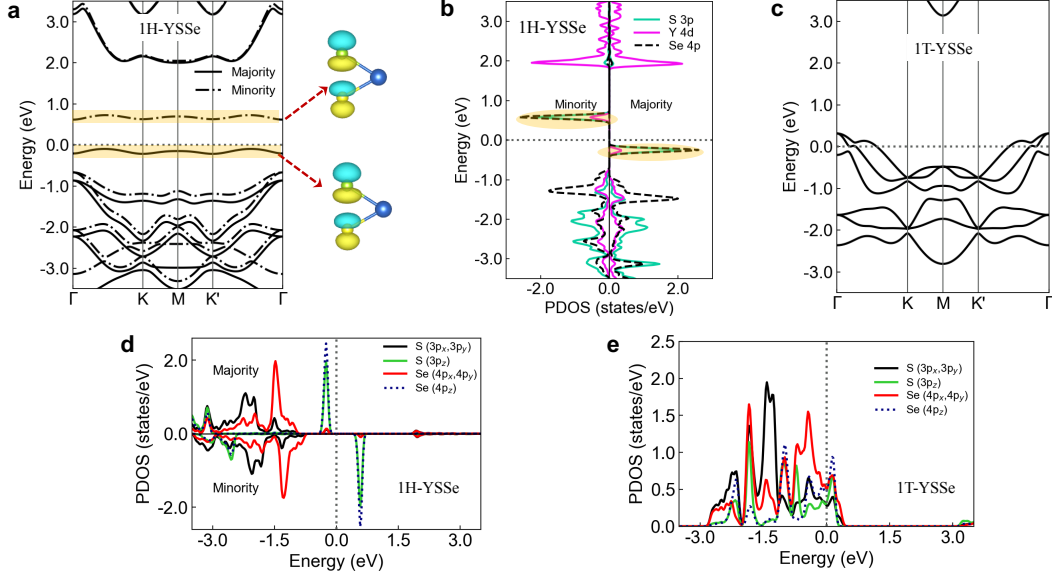 a
1H-YSSe
Majority
Minority
Energy (eV)
3.0
2.0
1.0
0.0
-1.0
-2.0
-3.0
Γ K M K' Γ
b
1H-YSSe
S 3p
Y 4d
Se 4p
Minority Majority
Energy (eV)
3.0
2.0
1.0
0.0
-1.0
-2.0
-3.0
-2.0 0.0 2.0
PDOS (states/eV)
c
1T-YSSe
Energy (eV)
3.0
2.0
1.0
0.0
-1.0
-2.0
-3.0
Γ K M K' Γ
d
Majority
S (3px,3py)
S (3pz)
Se (4px,4py)
Se (4pz)
Minority
1H-YSSe
PDOS (states/eV)
2.0
0.0
-2.0
-3.0 -1.5 0.0 1.5 3.0
Energy (eV)
e
S (3px,3py)
S (3pz)
Se (4px,4py)
Se (4pz)
1T-YSSe
PDOS (states/eV)
2.5
2.0
1.5
1.0
0.5
0.0
-3.0 -1.5 0.0 1.5 3.0
Energy (eV)